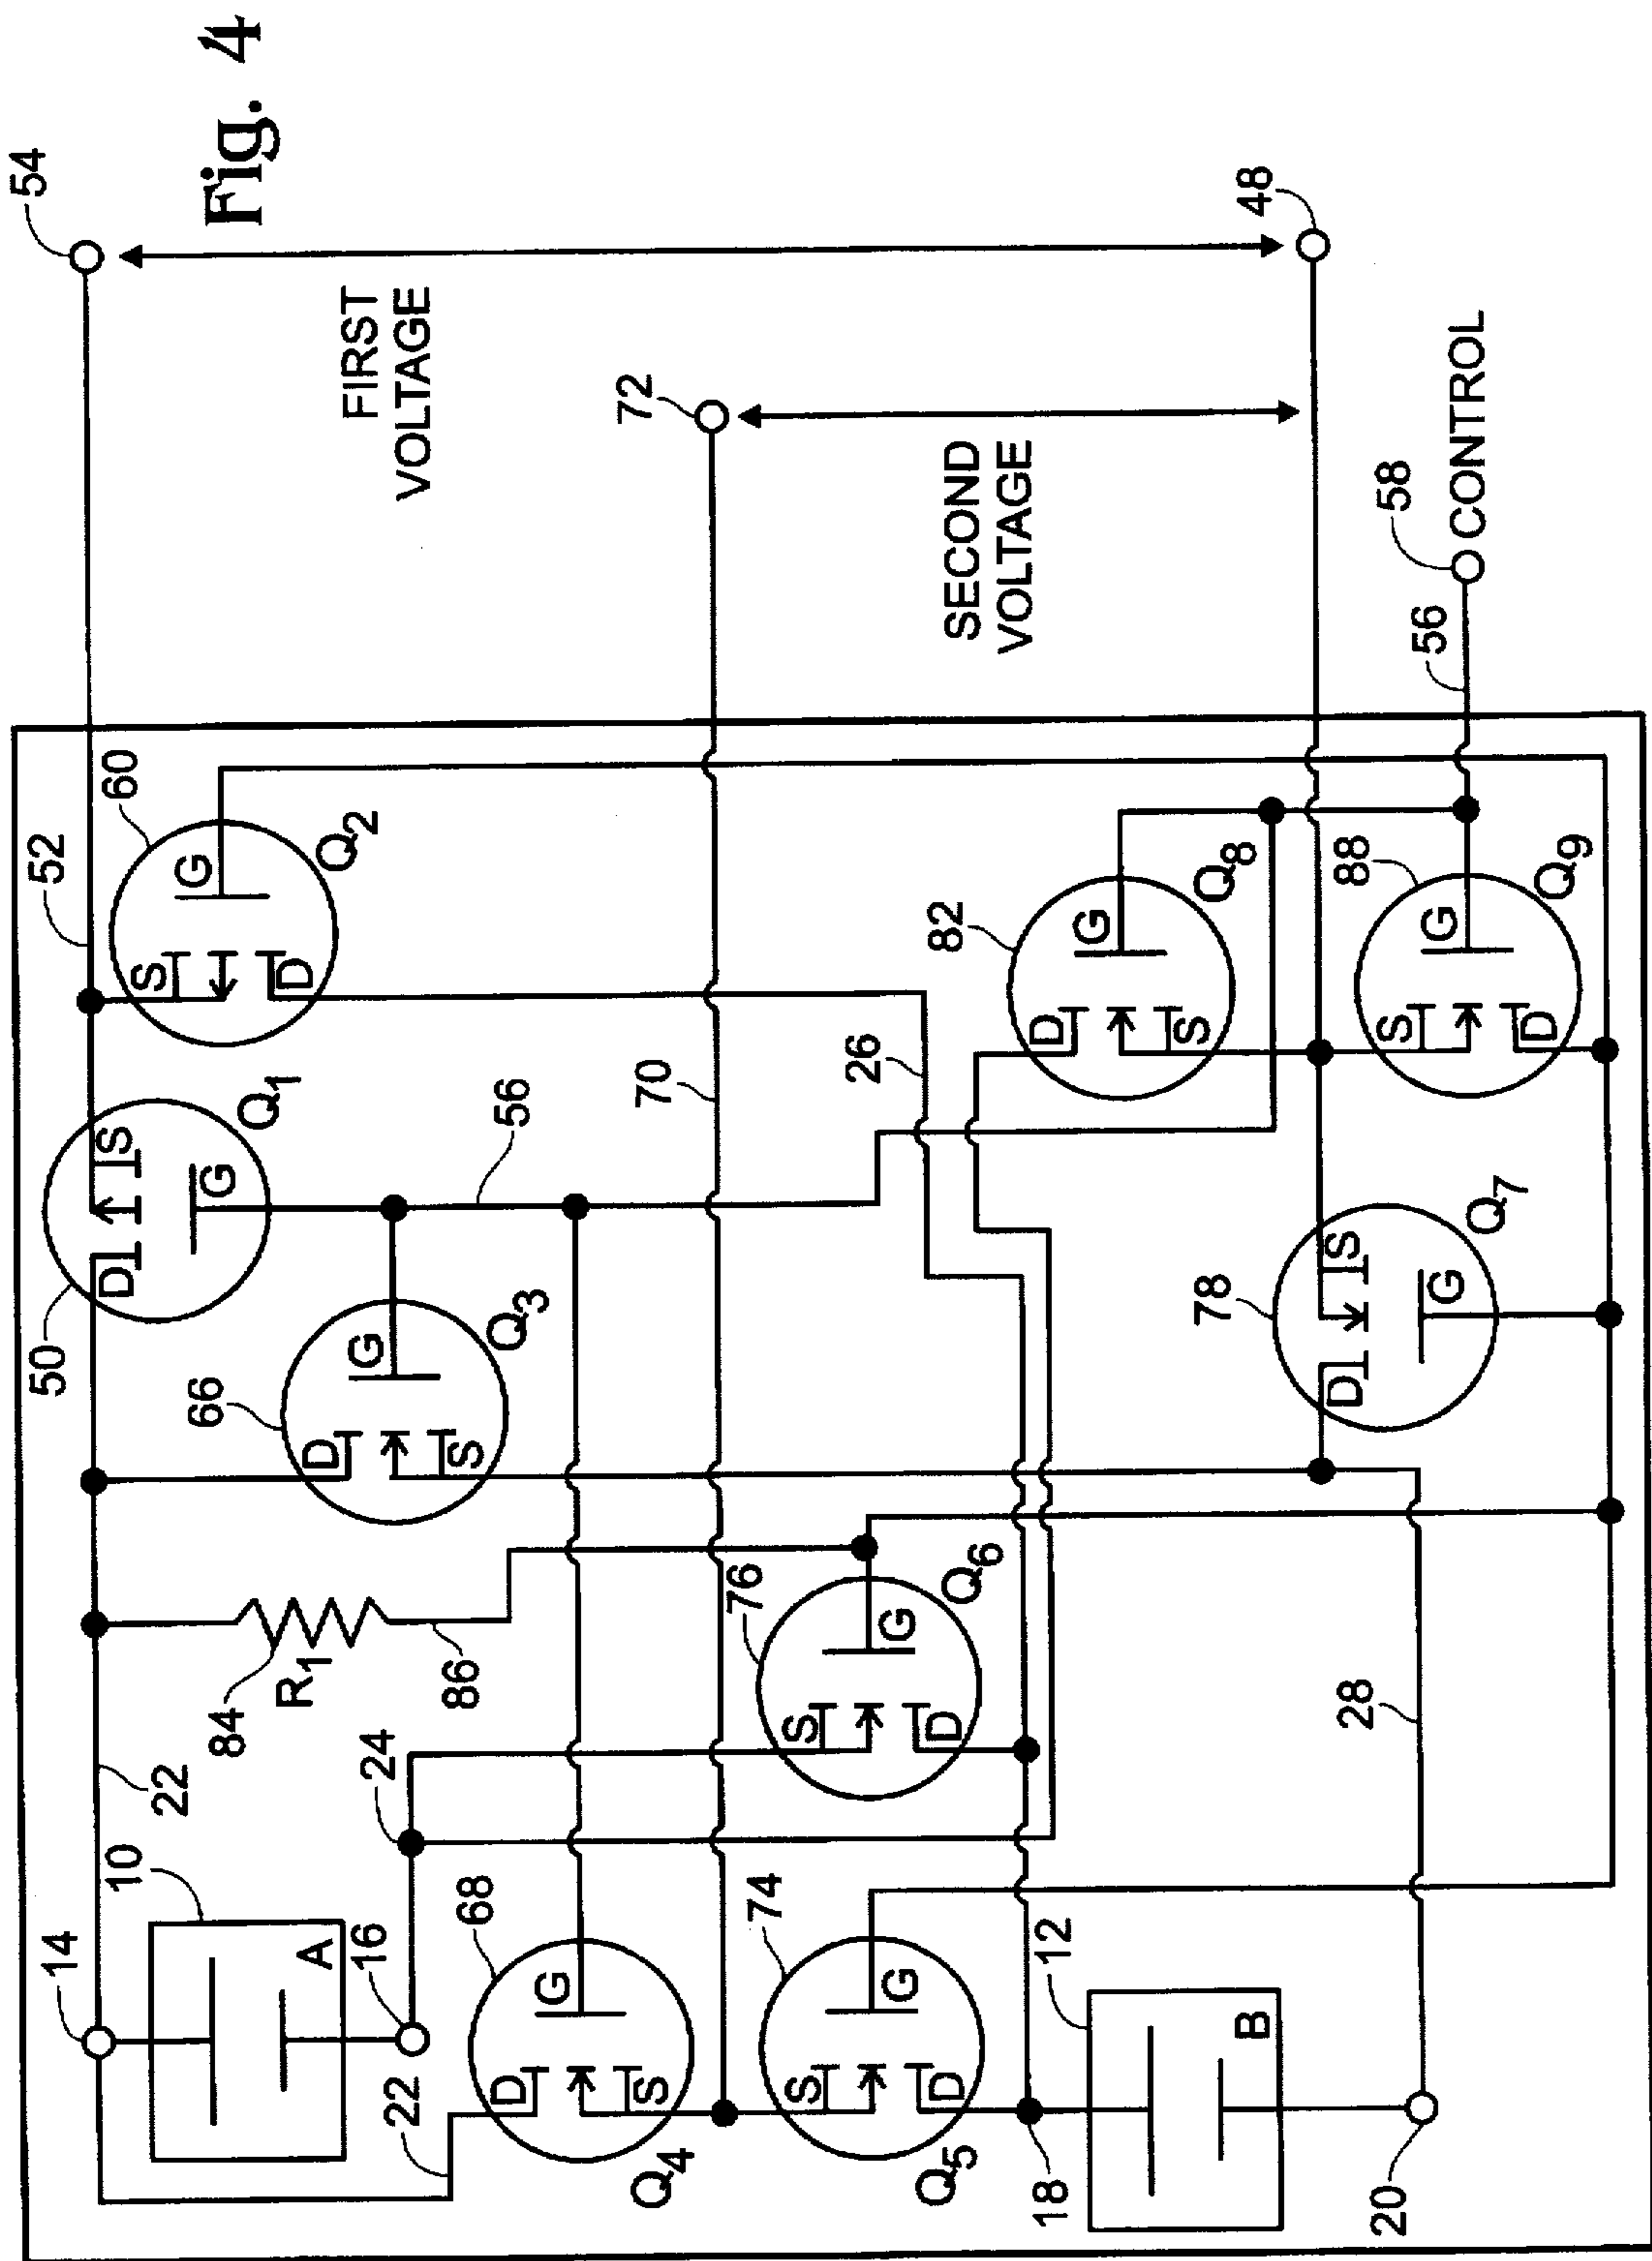 Fig. 4
54
FIRST
VOLTAGE
72
SECOND
VOLTAGE
48
58
CONTROL
56
52
60
G
S
D
Q2
50
D
S
G
Q1
66
D
G
S
Q3
56
70
26
82
D
G
S
Q8
88
S
G
D
Q9
78
D
S
G
Q7
84
R1
86
22
24
76
S
G
D
Q6
28
14
10
A
16
22
68
D
G
S
Q4
74
S
G
D
Q5
18
12
B
20